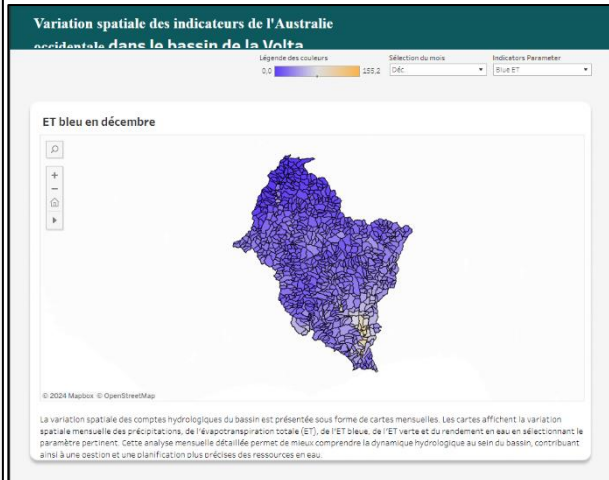 Variation spatiale des indicateurs de l'Australie
occidentale dans le bassin de la Volta
Légende des couleurs
Sélection du mois
Indicators Parameter
0,0
155,2
Déc.
Blue ET
ET bleu en décembre
© 2024 Mapbox © OpenStreetMap
La variation spatiale des comptes hydrologiques du bassin est présentée sous forme de cartes mensuelles. Les cartes affichent la variation
spatiale mensuelle des précipitations, de l'évapotranspiration totale (ET), de l'ET bleue, de l'ET verte et du rendement en eau en sélectionnant le
paramètre pertinent. Cette analyse mensuelle détaillée permet de mieux comprendre la dynamique hydrologique au sein du bassin, contribuant
ainsi à une gestion et une planification plus précises des ressources en eau.